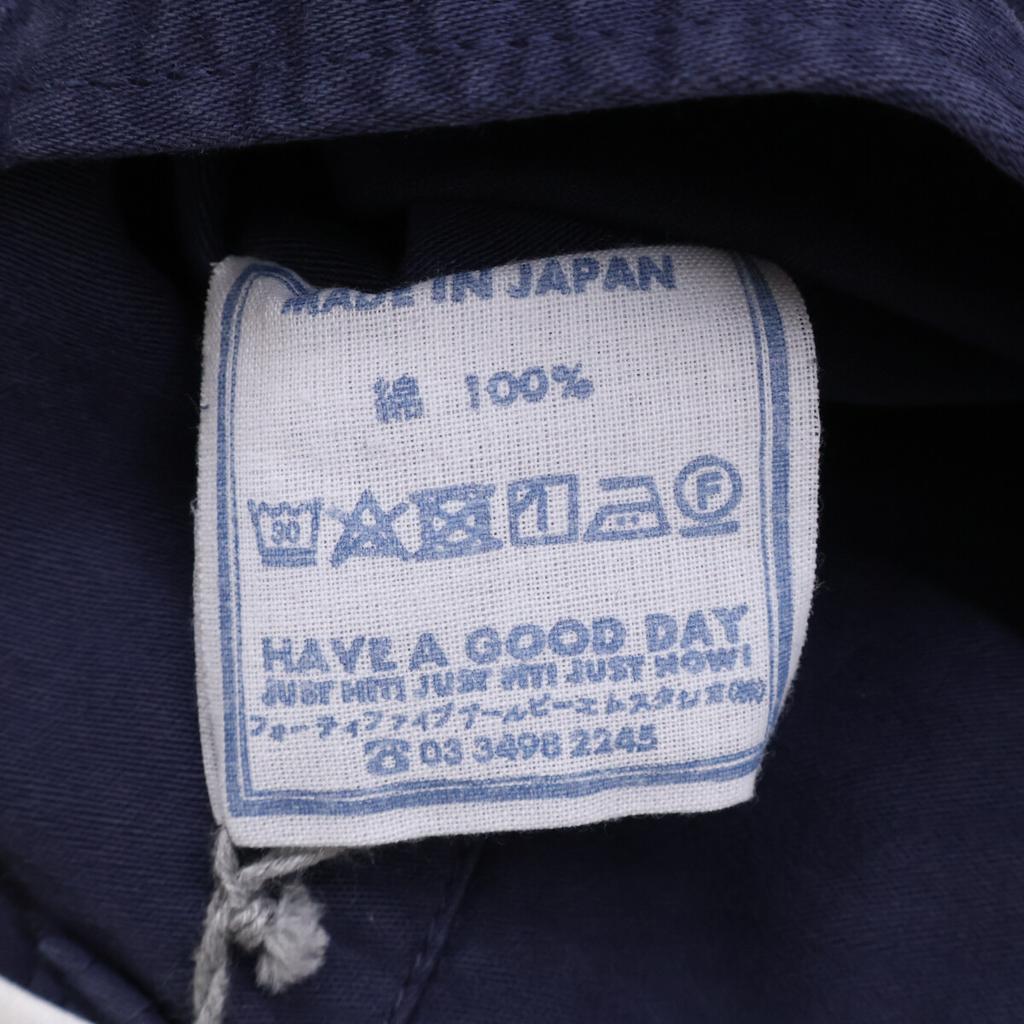 MADE IN JAPAN
綿 100%
30
F
HAVE A GOOD DAY
JUST HIT! JUST HIT! JUST NOW!
フォーティファイブアールピーエムスタジオ(株)
☎ 03 3498 2245